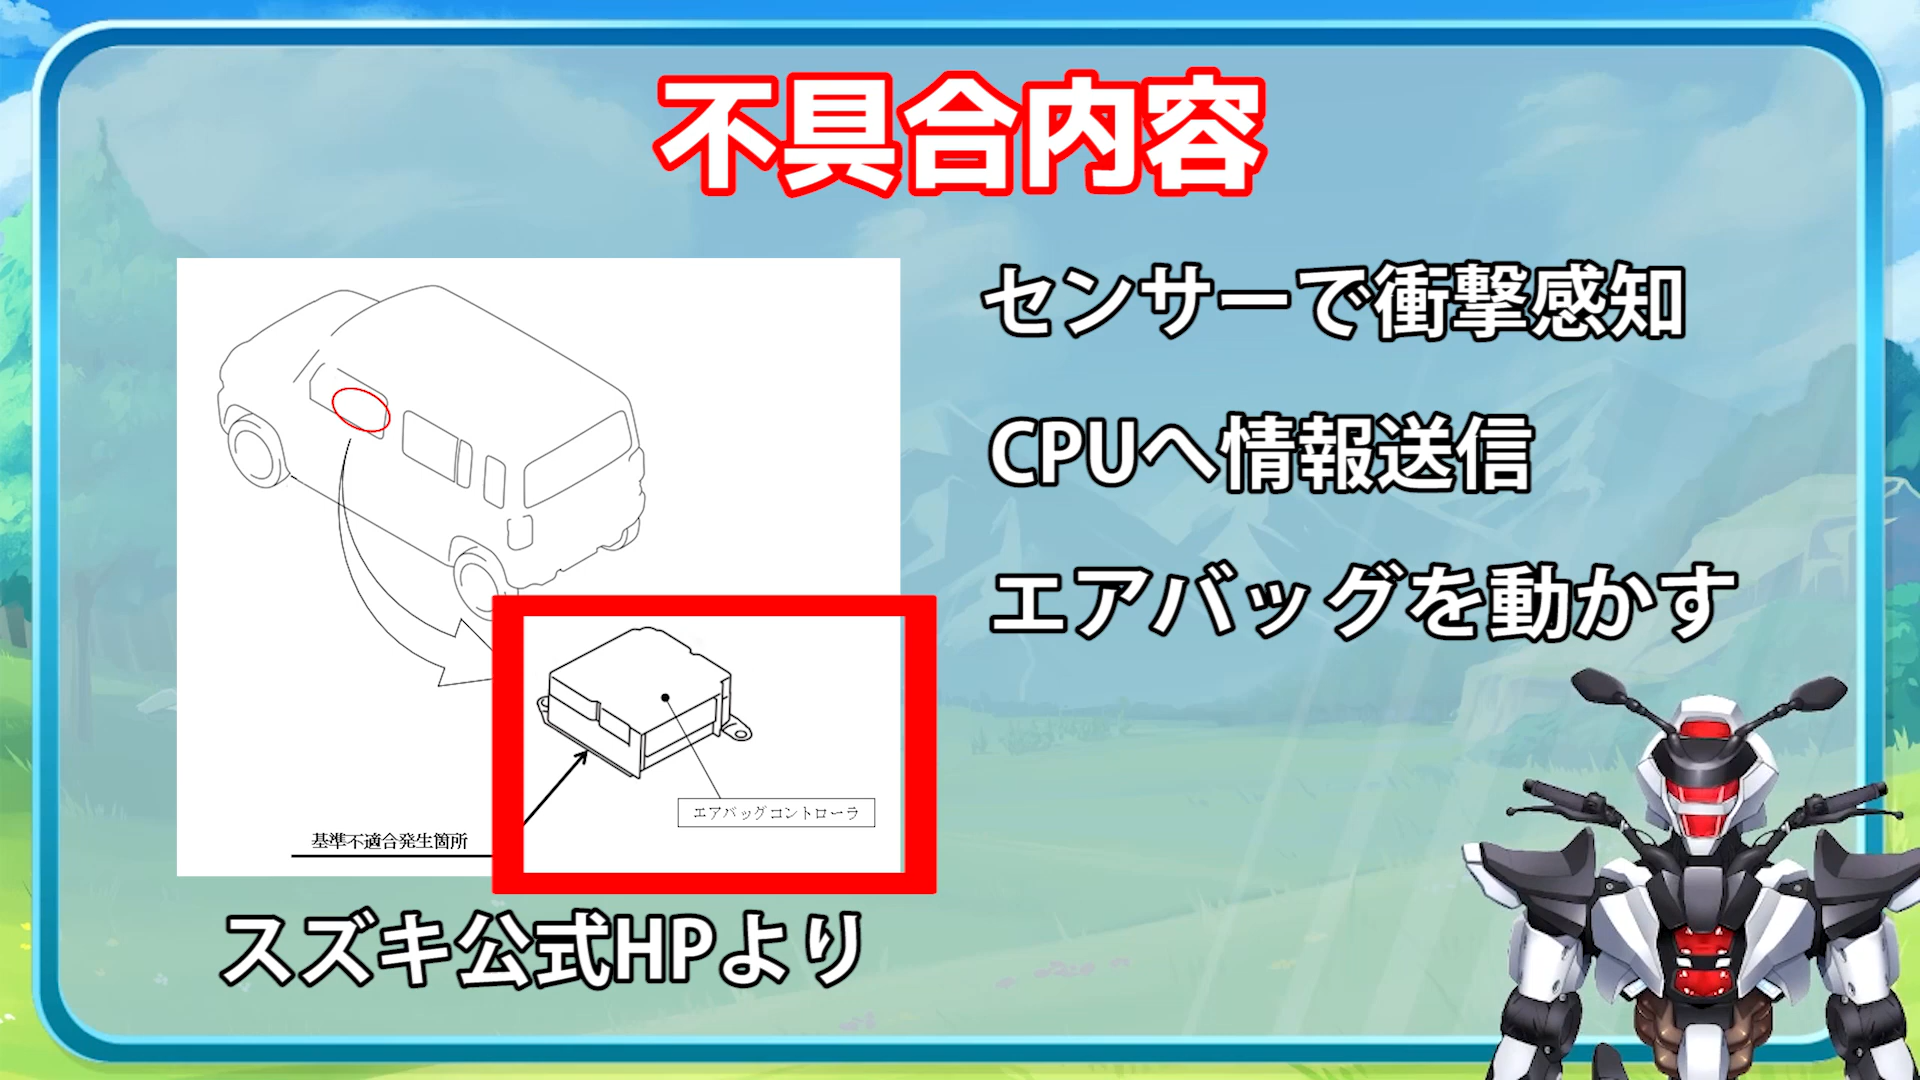 不具合内容
センサーで衝撃感知
CPUへ情報送信
エアバッグを動かす
エアバッグコントローラ
基準不適合発生箇所
スズキ公式HPより